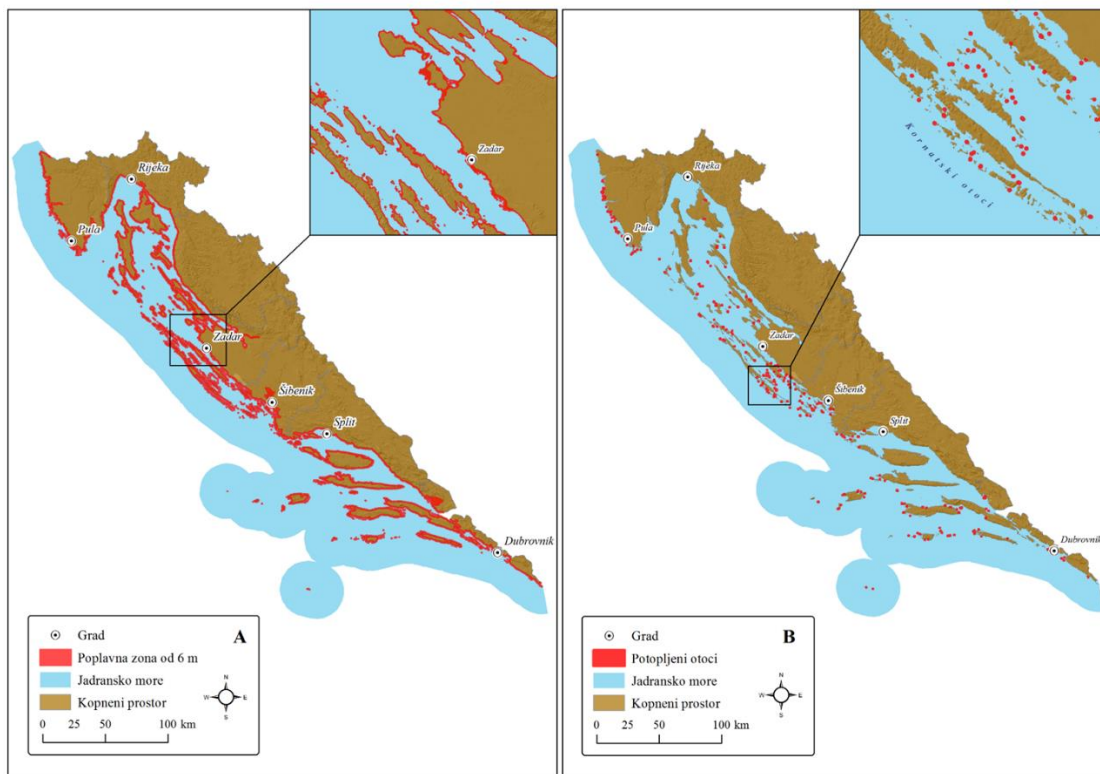 Zadar
Rijeka
Pula
Zadar
Šibenik
Split
Dubrovnik
A
Grad
Poplavna zona od 6 m
Jadransko more
Kopneni prostor
N
W E
S
0 25 50 100 km
Kornatski otoci
Rijeka
Pula
Zadar
Šibenik
Split
Dubrovnik
B
Grad
Potopljeni otoci
Jadransko more
Kopneni prostor
N
W E
S
0 25 50 100 km